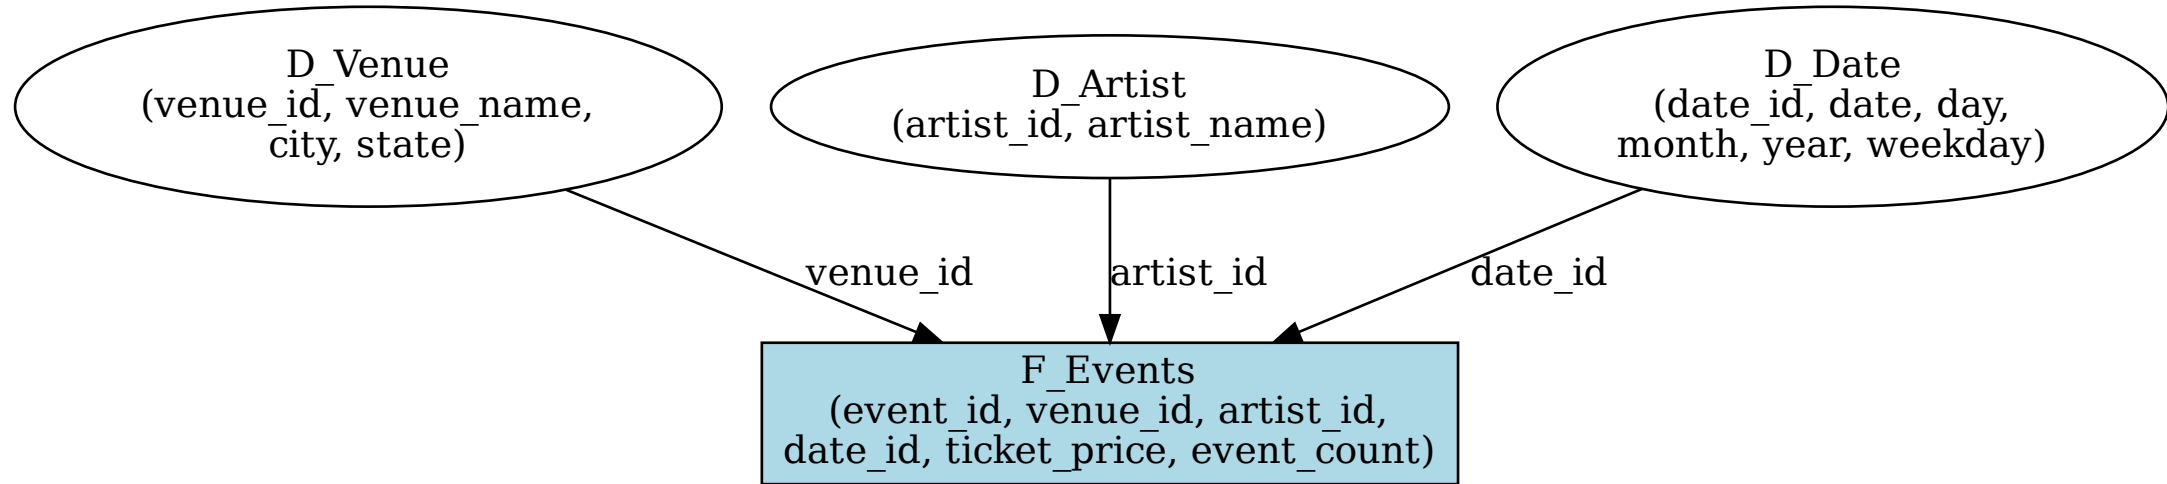 D_Venue
(venue_id, venue_name,
city, state)
D_Artist
(artist_id, artist_name)
D_Date
(date_id, date, day,
month, year, weekday)
venue_id
artist_id
date_id
F_Events
(event_id, venue_id, artist_id,
date_id, ticket_price, event_count)